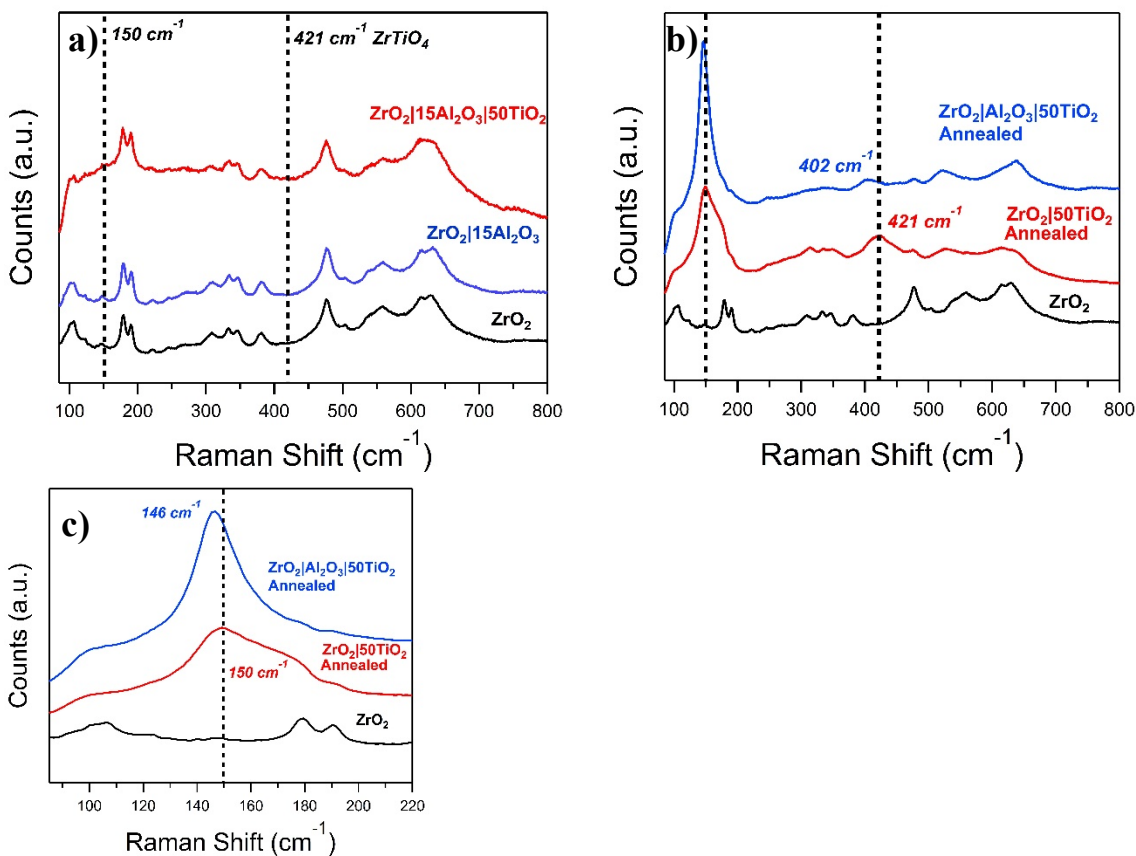 a)
150 cm⁻¹
421 cm⁻¹ ZrTiO₄
ZrO₂|15Al₂O₃|50TiO₂
ZrO₂|15Al₂O₃
ZrO₂
Counts (a.u.)
100 200 300 400 500 600 700 800
Raman Shift (cm⁻¹)
b)
ZrO₂|Al₂O₃|50TiO₂
Annealed
402 cm⁻¹
421 cm⁻¹
ZrO₂|50TiO₂
Annealed
ZrO₂
Counts (a.u.)
100 200 300 400 500 600 700 800
Raman Shift (cm⁻¹)
c)
146 cm⁻¹
ZrO₂|Al₂O₃|50TiO₂
Annealed
ZrO₂|50TiO₂
Annealed
150 cm⁻¹
ZrO₂
Counts (a.u.)
100 120 140 160 180 200 220
Raman Shift (cm⁻¹)